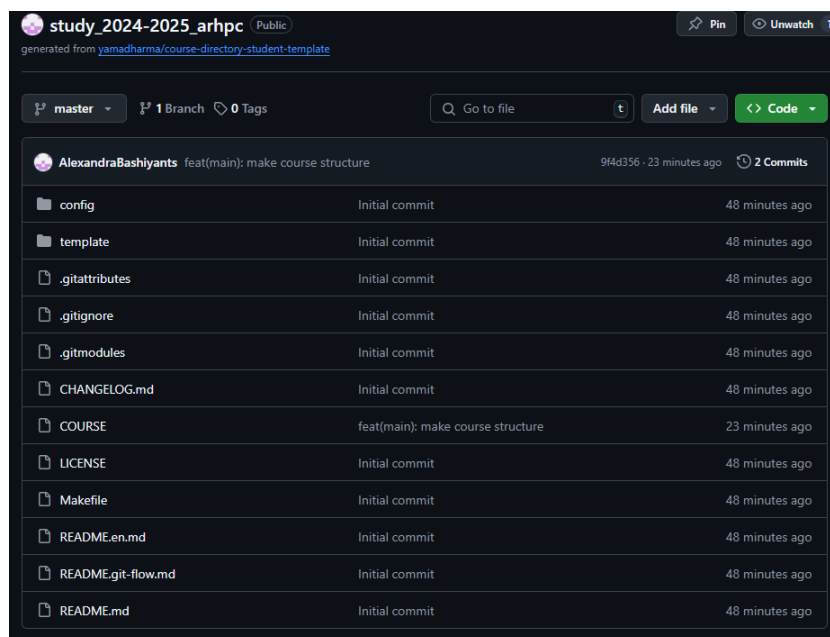 study_2024-2025_arhpc Public Pin Unwatch
generated from yamadharma/course-directory-student-template
master 1 Branch 0 Tags Go to file t Add file Code
AlexandraBashiyants feat(main): make course structure 9f4d356 · 23 minutes ago 2 Commits
config Initial commit 48 minutes ago
template Initial commit 48 minutes ago
.gitattributes Initial commit 48 minutes ago
.gitignore Initial commit 48 minutes ago
.gitmodules Initial commit 48 minutes ago
CHANGELOG.md Initial commit 48 minutes ago
COURSE feat(main): make course structure 23 minutes ago
LICENSE Initial commit 48 minutes ago
Makefile Initial commit 48 minutes ago
README.en.md Initial commit 48 minutes ago
README.git-flow.md Initial commit 48 minutes ago
README.md Initial commit 48 minutes ago